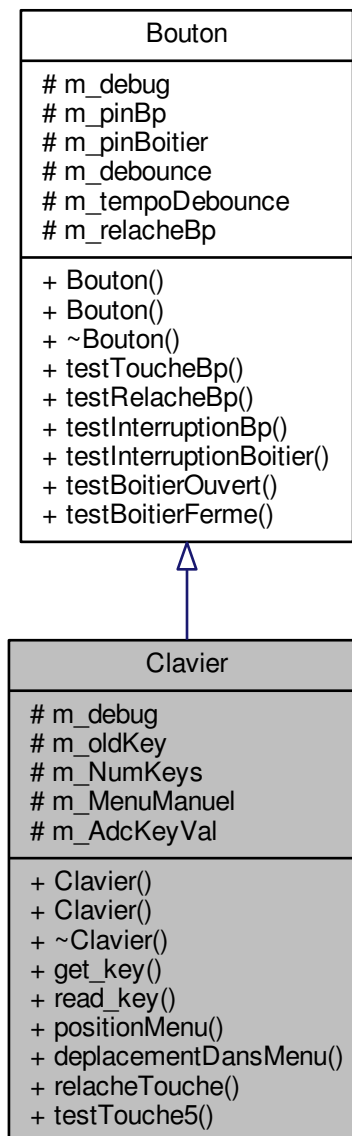 Bouton
# m_debug
# m_pinBp
# m_pinBoitier
# m_debounce
# m_tempoDebounce
# m_relacheBp
+ Bouton()
+ Bouton()
+ ~Bouton()
+ testToucheBp()
+ testRelacheBp()
+ testInterruptionBp()
+ testInterruptionBoitier()
+ testBoitierOuvert()
+ testBoitierFerme()
Clavier
# m_debug
# m_oldKey
# m_NumKeys
# m_MenuManuel
# m_AdcKeyVal
+ Clavier()
+ Clavier()
+ ~Clavier()
+ get_key()
+ read_key()
+ positionMenu()
+ deplacementDansMenu()
+ relacheTouche()
+ testTouche5()